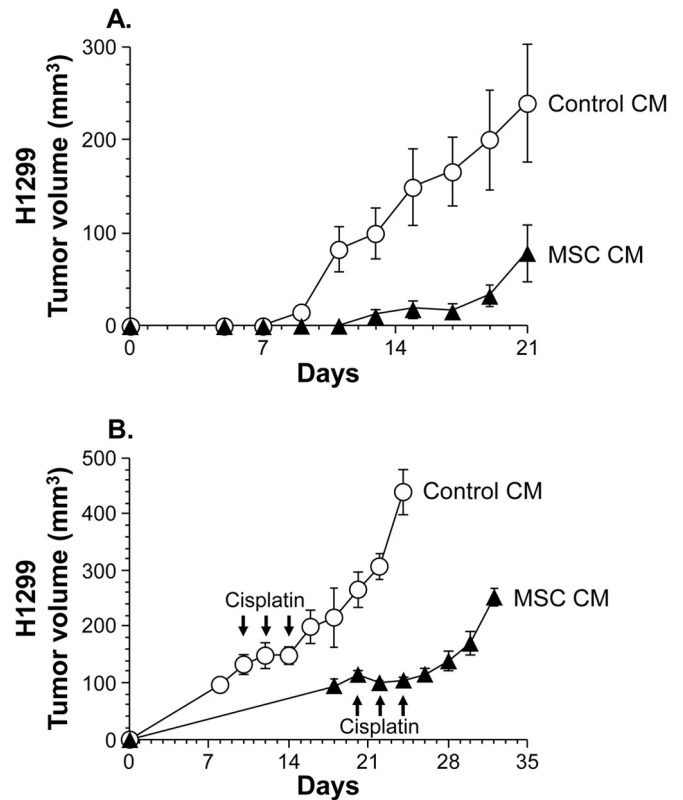 A.
H1299
Tumor volume (mm³)
300
200
100
0
0
7
14
21
Days
Control CM
MSC CM
B.
H1299
Tumor volume (mm³)
500
400
300
200
100
0
0
7
14
21
28
35
Days
Control CM
Cisplatin
MSC CM
Cisplatin